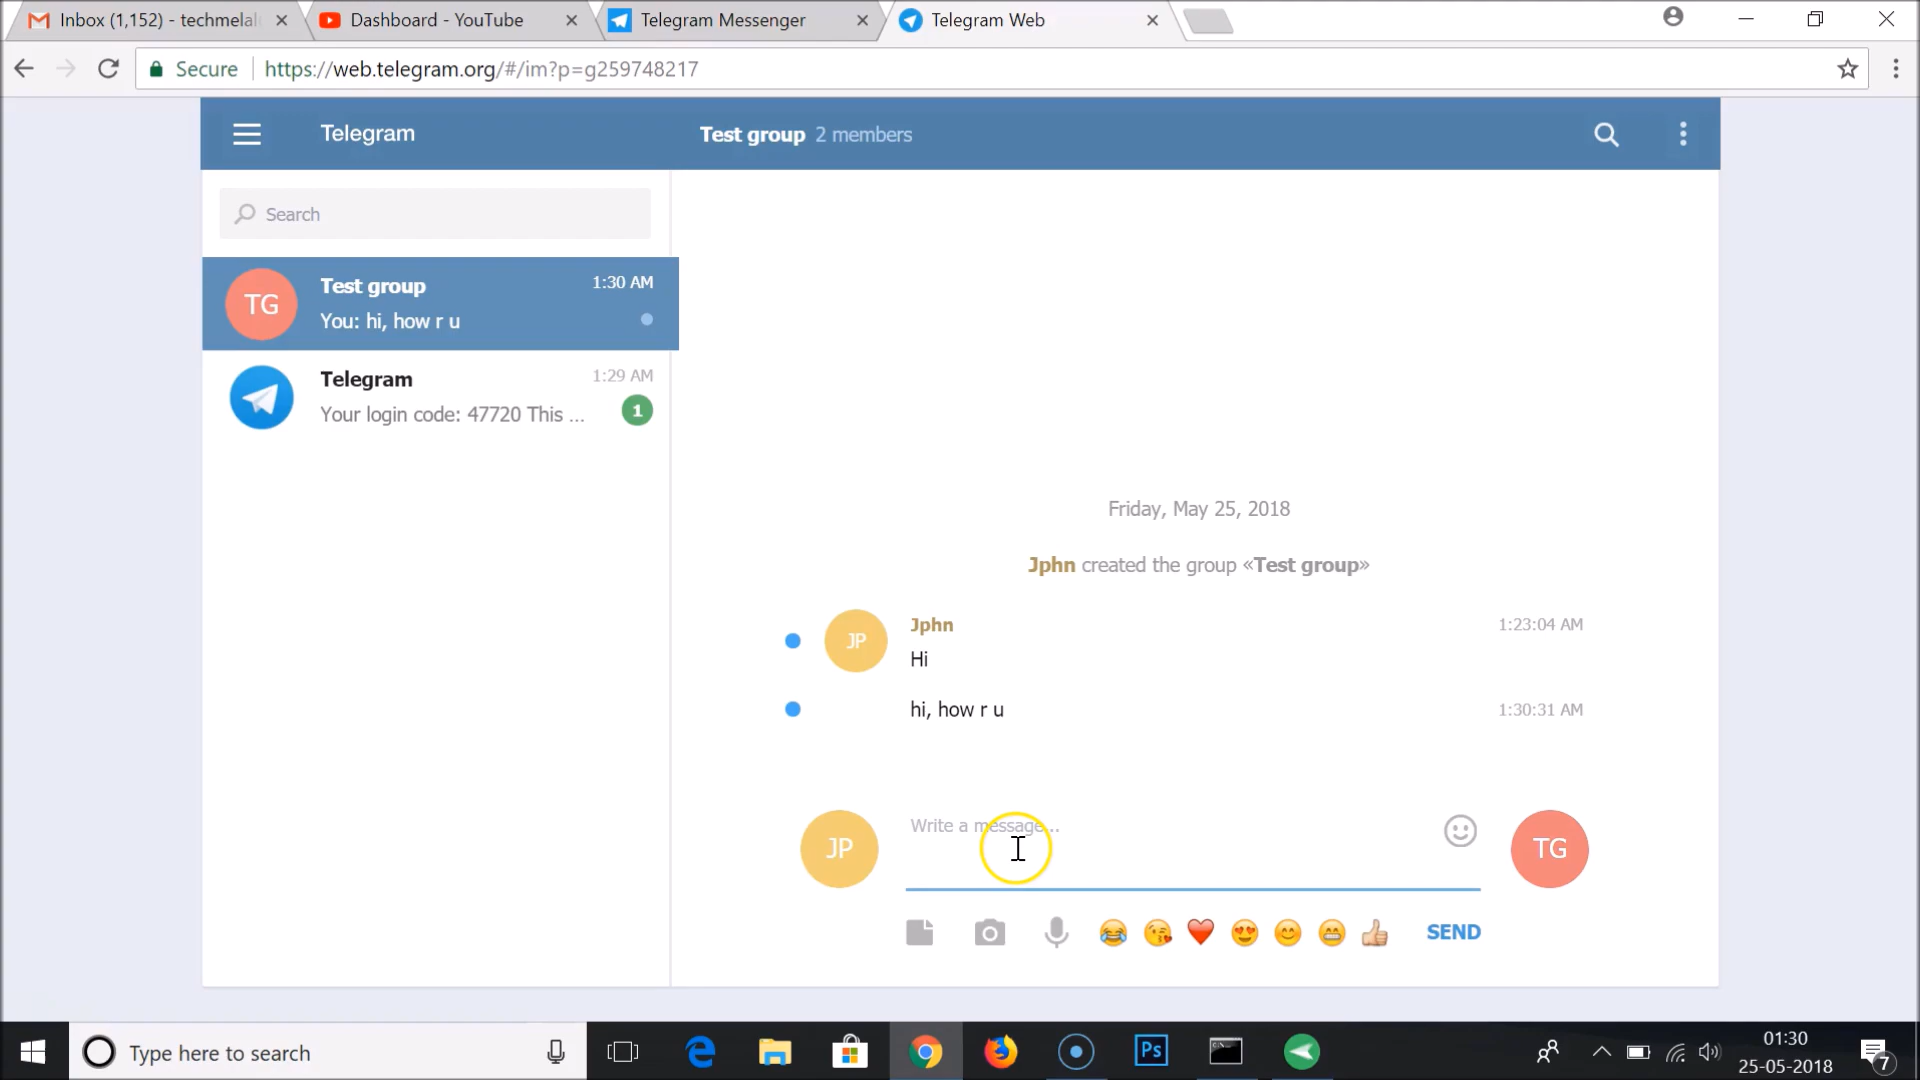 Inbox (1,152) - techmelal
Dashboard - YouTube
Telegram Messenger
Telegram Web
Secure
https://web.telegram.org/#/im?p=g259748217
Telegram
Test group 2 members
Search
TG
Test group
1:30 AM
You: hi, how r u
Telegram
1:29 AM
Your login code: 47720 This ...
1
Friday, May 25, 2018
Jphn created the group «Test group»
JP
Jphn
1:23:04 AM
Hi
hi, how r u
1:30:31 AM
JP
Write a message...
TG
SEND
Type here to search
Ps
01:30
25-05-2018
7